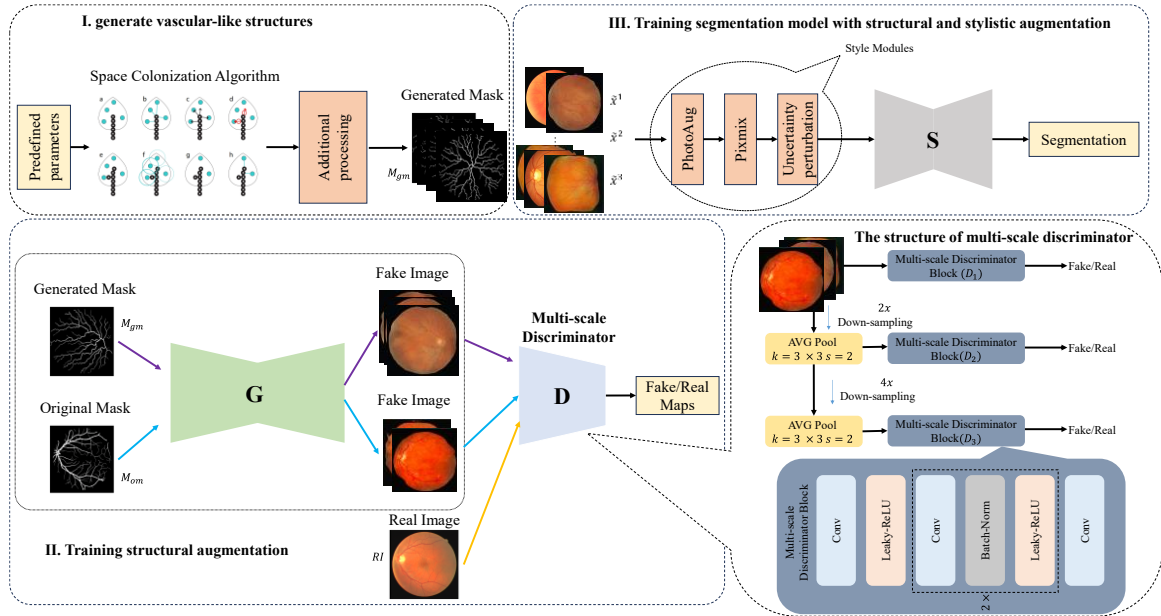 I. generate vascular-like structures
Space Colonization Algorithm
Predefined
parameters
a
b
c
d
e
f
g
h
Additional
processing
Generated Mask
M_gm
III. Training segmentation model with structural and stylistic augmentation
Style Modules
x̃¹
x̃²
x̃³
PhotoAug
Pixmix
Uncertainty
perturbation
S
Segmentation
Generated Mask
M_gm
Original Mask
M_om
G
Fake Image
Fake Image
Real Image
RI
Multi-scale
Discriminator
D
Fake/Real
Maps
II. Training structural augmentation
The structure of multi-scale discriminator
Multi-scale Discriminator
Block (D₁)
Fake/Real
2x
Down-sampling
AVG Pool
k = 3 × 3 s = 2
Multi-scale Discriminator
Block(D₂)
Fake/Real
4x
Down-sampling
AVG Pool
k = 3 × 3 s = 2
Multi-scale Discriminator
Block(D₃)
Fake/Real
Multi-scale
Discriminator Block
Conv
Leaky-ReLU
Conv
Batch-Norm
Leaky-ReLU
Conv
2 ×